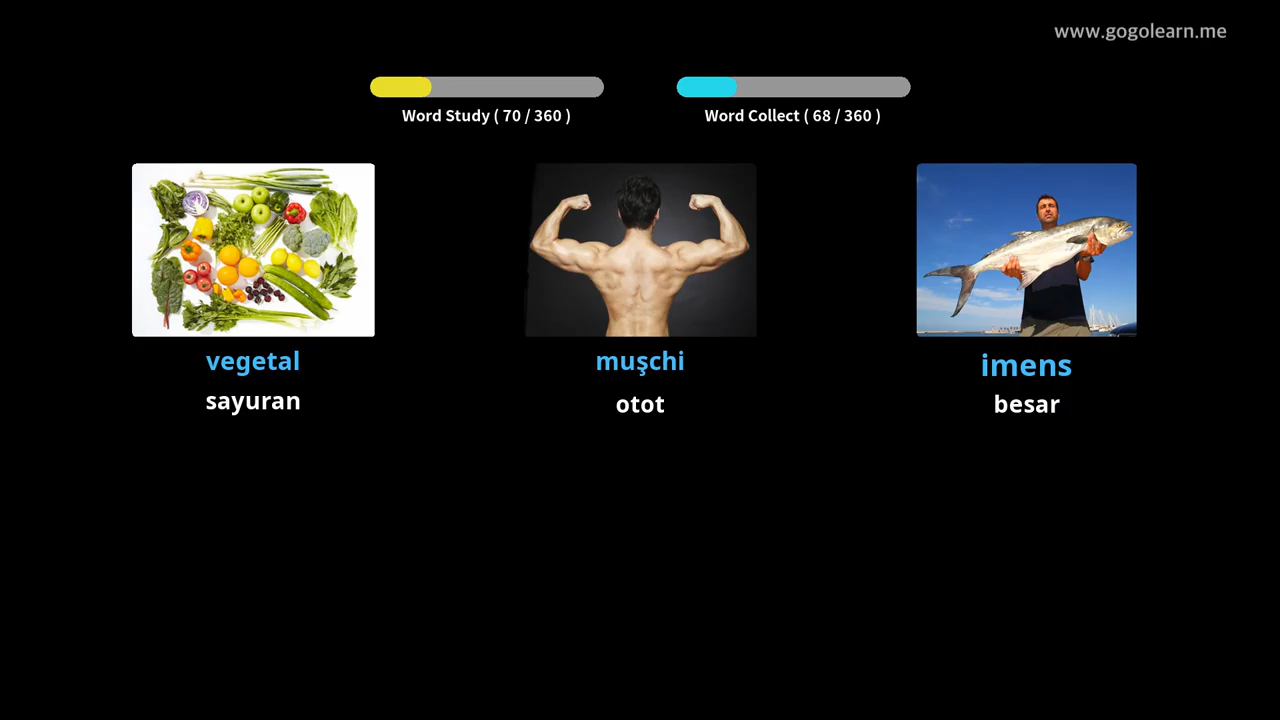 www.gogolearn.me
Word Study ( 70 / 360 )
Word Collect ( 68 / 360 )
vegetal
muşchi
imens
sayuran
otot
besar